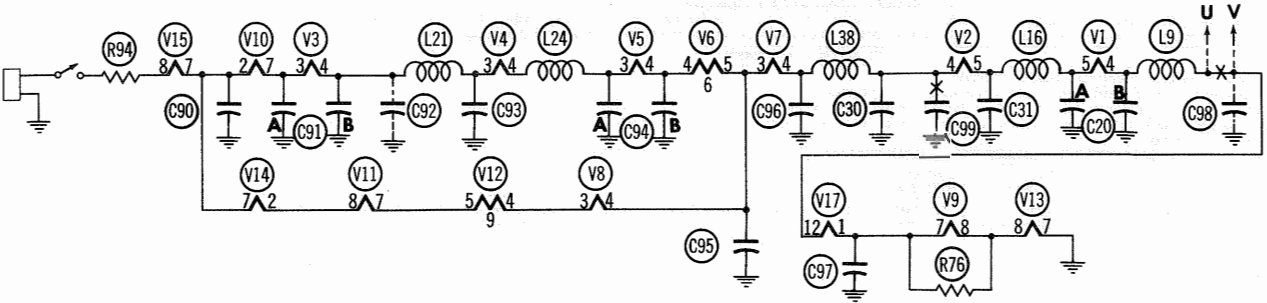 U V
R94 V15 V10 V3 L21 V4 L24 V5 V6 V7 L38 V2 L16 V1 L9
8 7 2 7 3 4 3 4 3 4 4 5 3 4 4 5 5 4 X
6
C90 A C91 B C92 C93 A C94 B C96 C30 X C99 C31 A C20 B C98
V14 V11 V12 V8
7 2 8 7 5 4 3 4
9
V17 V9 V13
12 1 7 8 8 7
C95 C97 R76